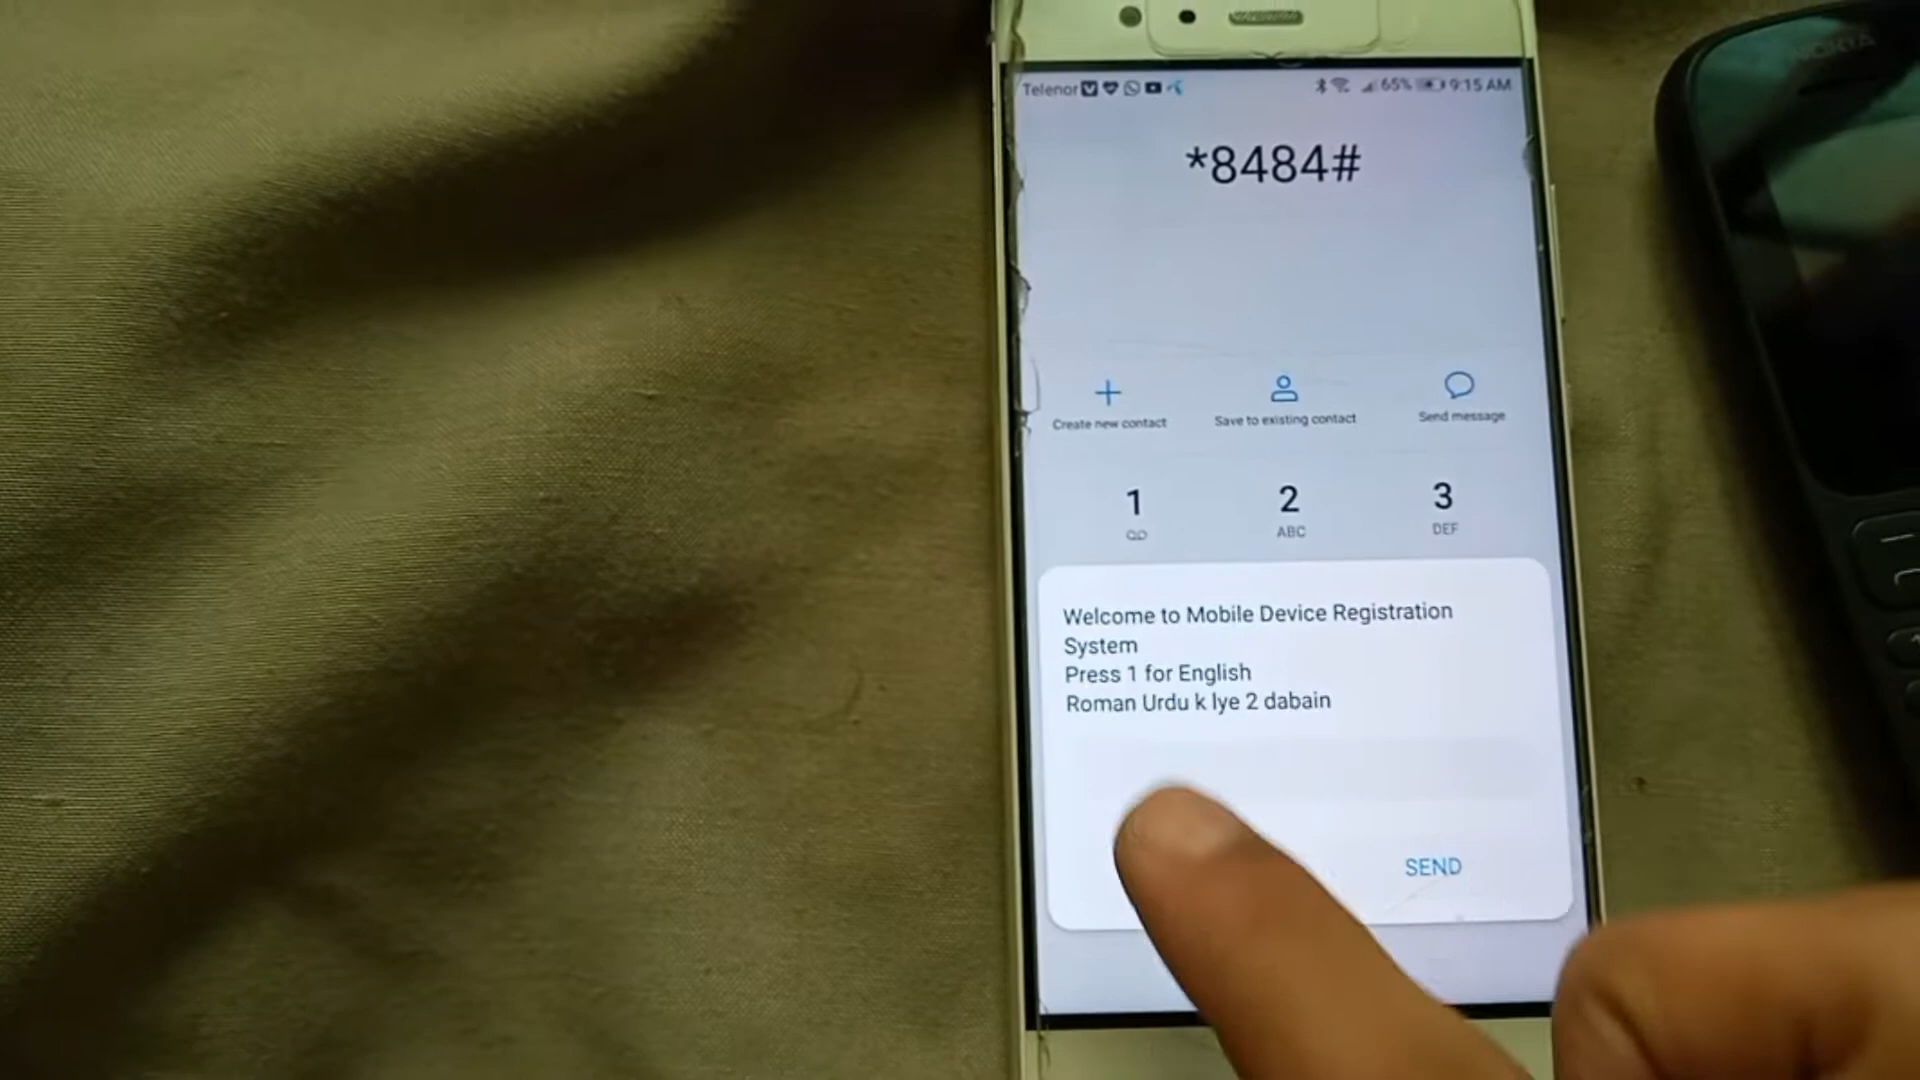 Telenor 65% 9:15 AM
*8484#
Create new contact Save to existing contact Send message
1 2 3
ABC DEF
Welcome to Mobile Device Registration
System
Press 1 for English
Roman Urdu k lye 2 dabain
SEND
NOKIA